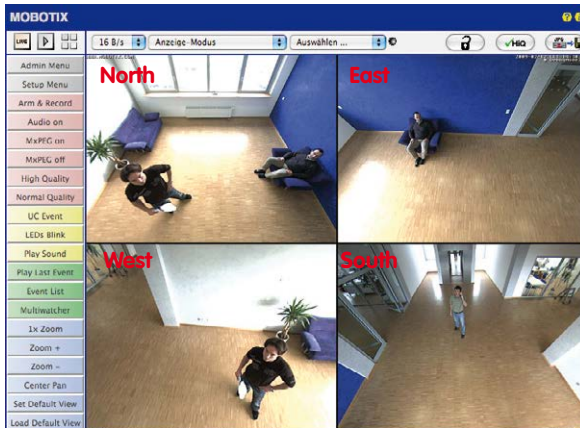 MOBOTIX
LIVE
16 B/s
Anzeige-Modus
Auswählen ...
HiQ
Admin Menu
Setup Menu
Arm & Record
Audio on
MxPEG on
MxPEG off
High Quality
Normal Quality
UC Event
LEDs Blink
Play Sound
Play Last Event
Event List
Multiwatcher
1x Zoom
Zoom +
Zoom –
Center Pan
Set Default View
Load Default View
North
East
West
South